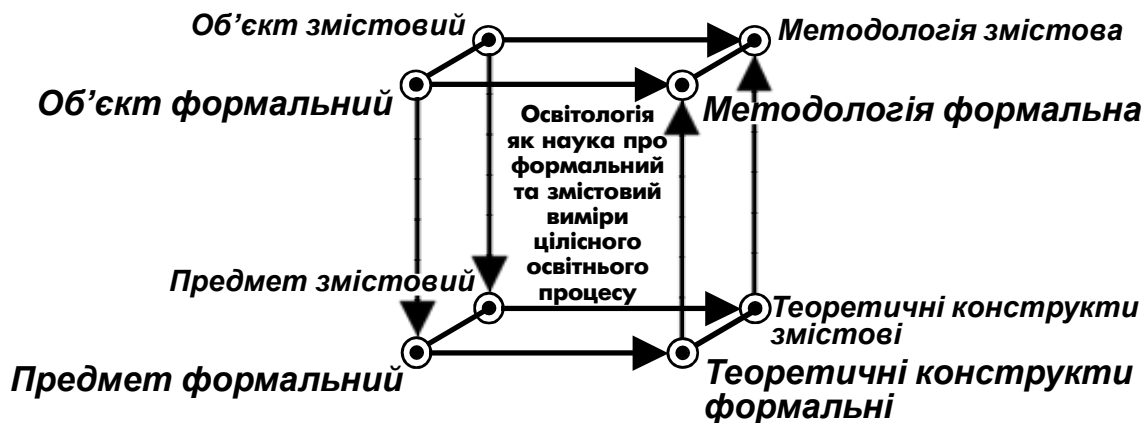 Об’єкт змістовий
Методологія змістова
Об’єкт формальний
Методологія формальна
Освітологія
як наука про
формальний
та змістовий
виміри
цілісного
освітнього
процесу
Предмет змістовий
Теоретичні конструкти
змістові
Предмет формальний
Теоретичні конструкти
формальні